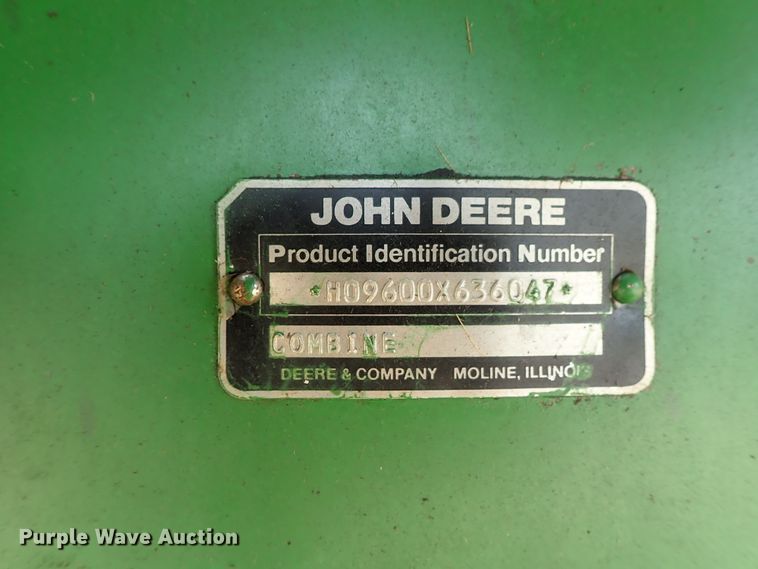 JOHN DEERE
Product Identification Number
*H09600X636047*
COMBINE
DEERE & COMPANY MOLINE, ILLINOIS
Purple Wave Auction